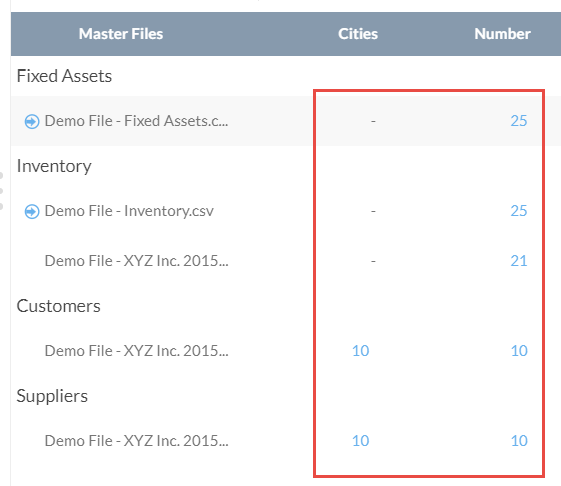 Master Files Cities Number
Fixed Assets
Demo File - Fixed Assets.c... - 25
Inventory
Demo File - Inventory.csv - 25
Demo File - XYZ Inc. 2015... - 21
Customers
Demo File - XYZ Inc. 2015... 10 10
Suppliers
Demo File - XYZ Inc. 2015... 10 10